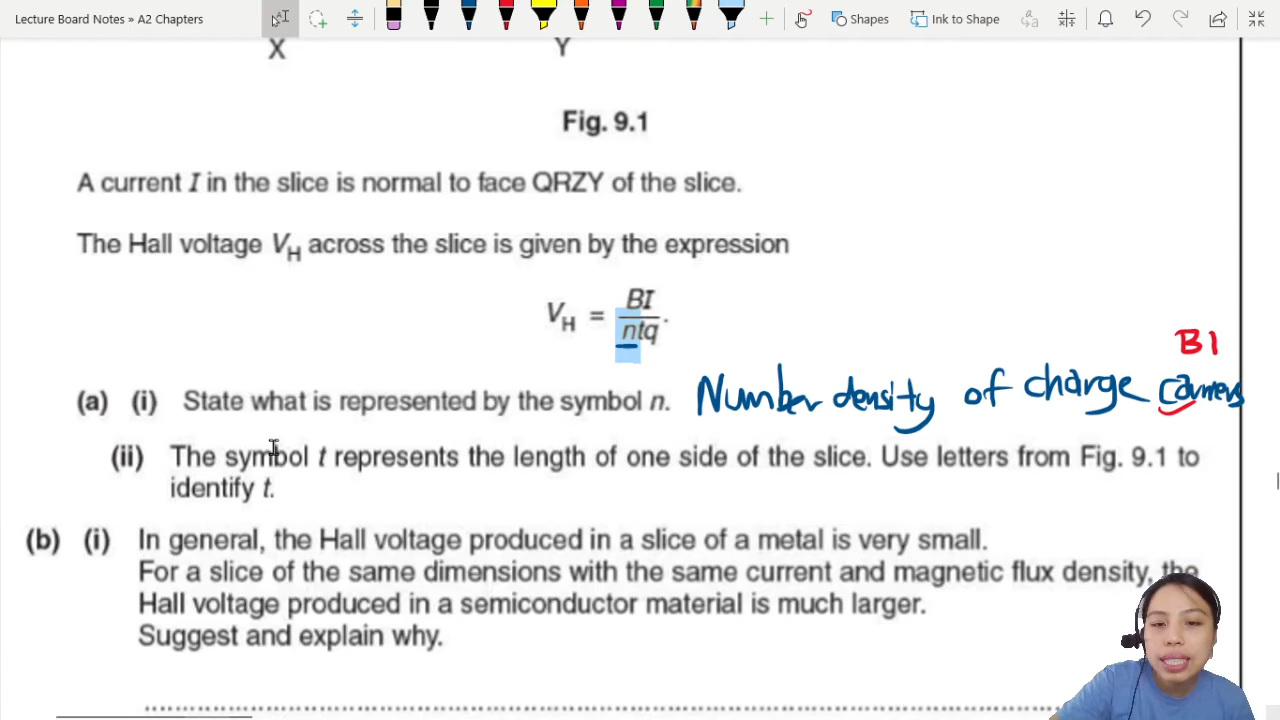 Lecture Board Notes » A2 Chapters
Shapes
Ink to Shape
X Y
Fig. 9.1
A current I in the slice is normal to face QRZY of the slice.
The Hall voltage VH across the slice is given by the expression
VH = BI / ntq .
B1
(a) (i) State what is represented by the symbol n. Number density of charge carriers
(ii) The symbol t represents the length of one side of the slice. Use letters from Fig. 9.1 to
identify t.
(b) (i) In general, the Hall voltage produced in a slice of a metal is very small.
For a slice of the same dimensions with the same current and magnetic flux density, the
Hall voltage produced in a semiconductor material is much larger.
Suggest and explain why.